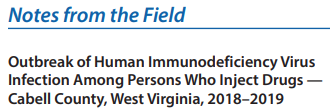 Notes from the Field
Outbreak of Human Immunodeficiency Virus
Infection Among Persons Who Inject Drugs —
Cabell County, West Virginia, 2018–2019